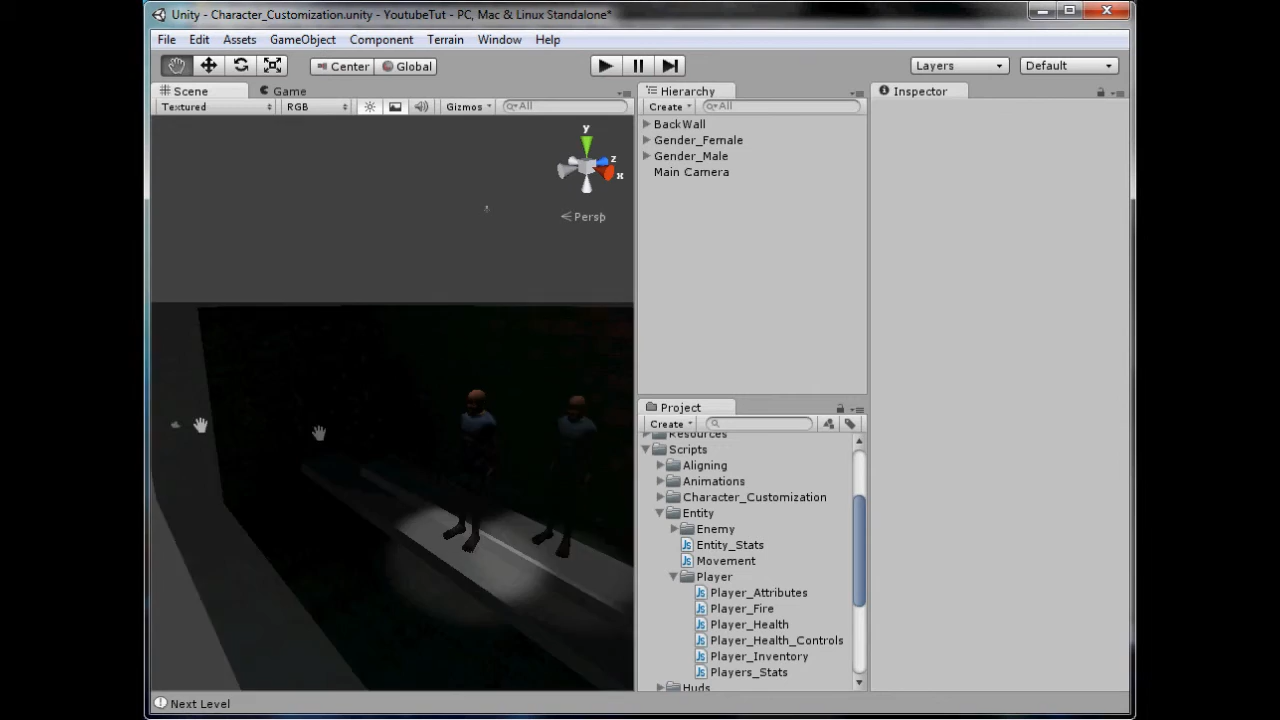 Unity - Character_Customization.unity - YoutubeTut - PC, Mac & Linux Standalone*
File Edit Assets GameObject Component Terrain Window Help
Center Global Layers Default
Scene Game Hierarchy Inspector
Textured RGB Gizmos All Create All
BackWall
Gender_Female
Gender_Male
Main Camera
y
z
x
Persp
Project
Create
Resources
Scripts
Aligning
Animations
Character_Customization
Entity
Enemy
Entity_Stats
Movement
Player
Player_Attributes
Player_Fire
Player_Health
Player_Health_Controls
Player_Inventory
Players_Stats
Huds
Next Level